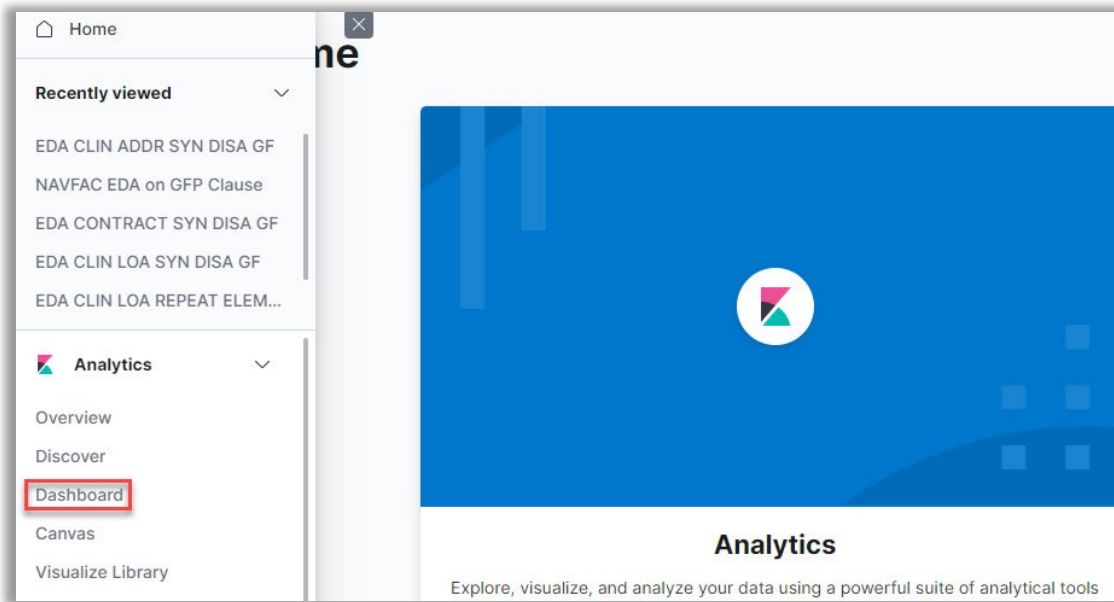 Home
me
Recently viewed
EDA CLIN ADDR SYN DISA GF
NAVFAC EDA on GFP Clause
EDA CONTRACT SYN DISA GF
EDA CLIN LOA SYN DISA GF
EDA CLIN LOA REPEAT ELEM...
Analytics
Overview
Discover
Dashboard
Canvas
Visualize Library
Analytics
Explore, visualize, and analyze your data using a powerful suite of analytical tools